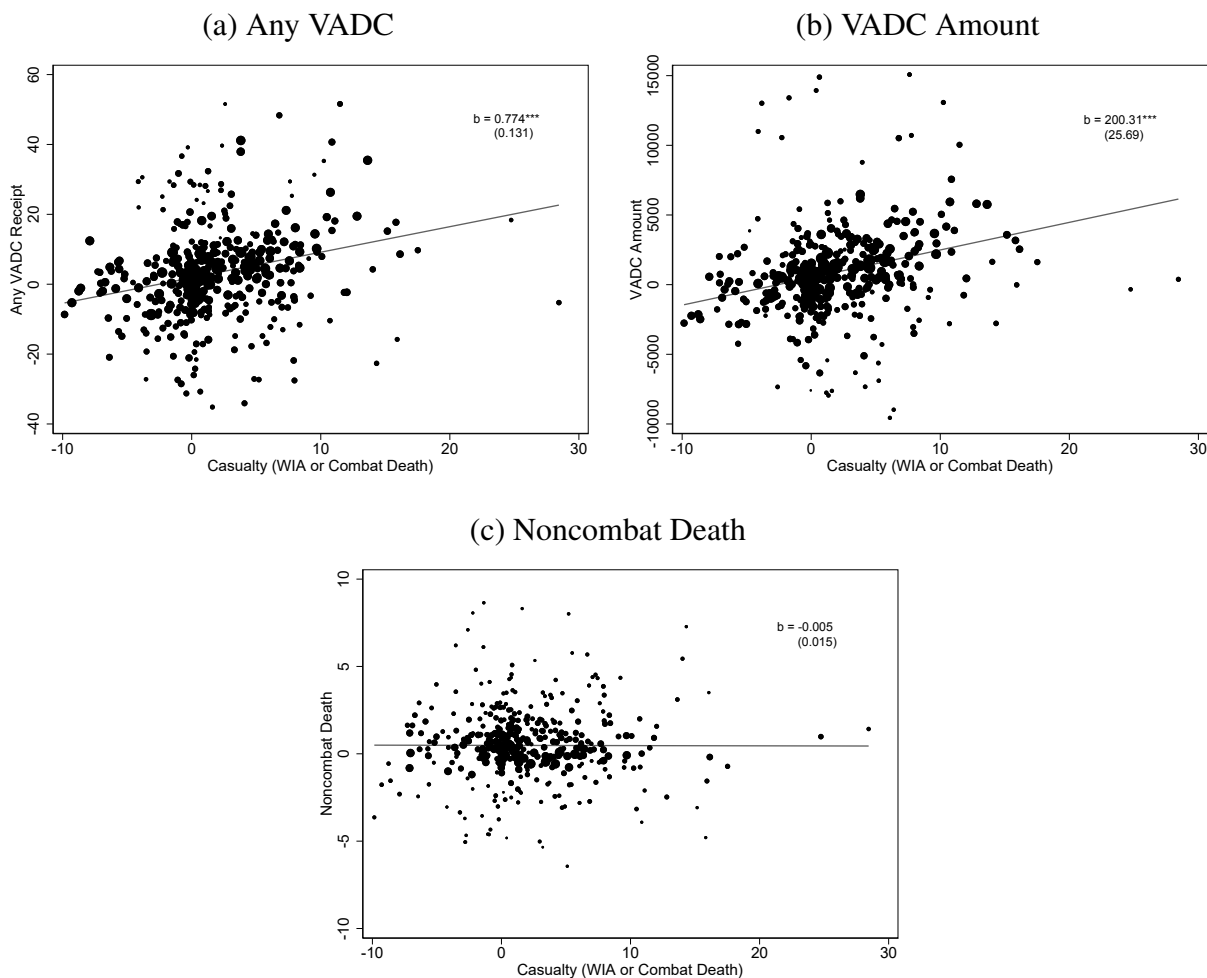 (a) Any VADC
60
40
20
0
-20
-40
Any VADC Receipt
b = 0.774***
(0.131)
-10 0 10 20 30
Casualty (WIA or Combat Death)
(b) VADC Amount
15000
10000
5000
0
-5000
-10000
VADC Amount
b = 200.31***
(25.69)
-10 0 10 20 30
Casualty (WIA or Combat Death)
(c) Noncombat Death
10
5
0
-5
-10
Noncombat Death
b = -0.005
(0.015)
-10 0 10 20 30
Casualty (WIA or Combat Death)